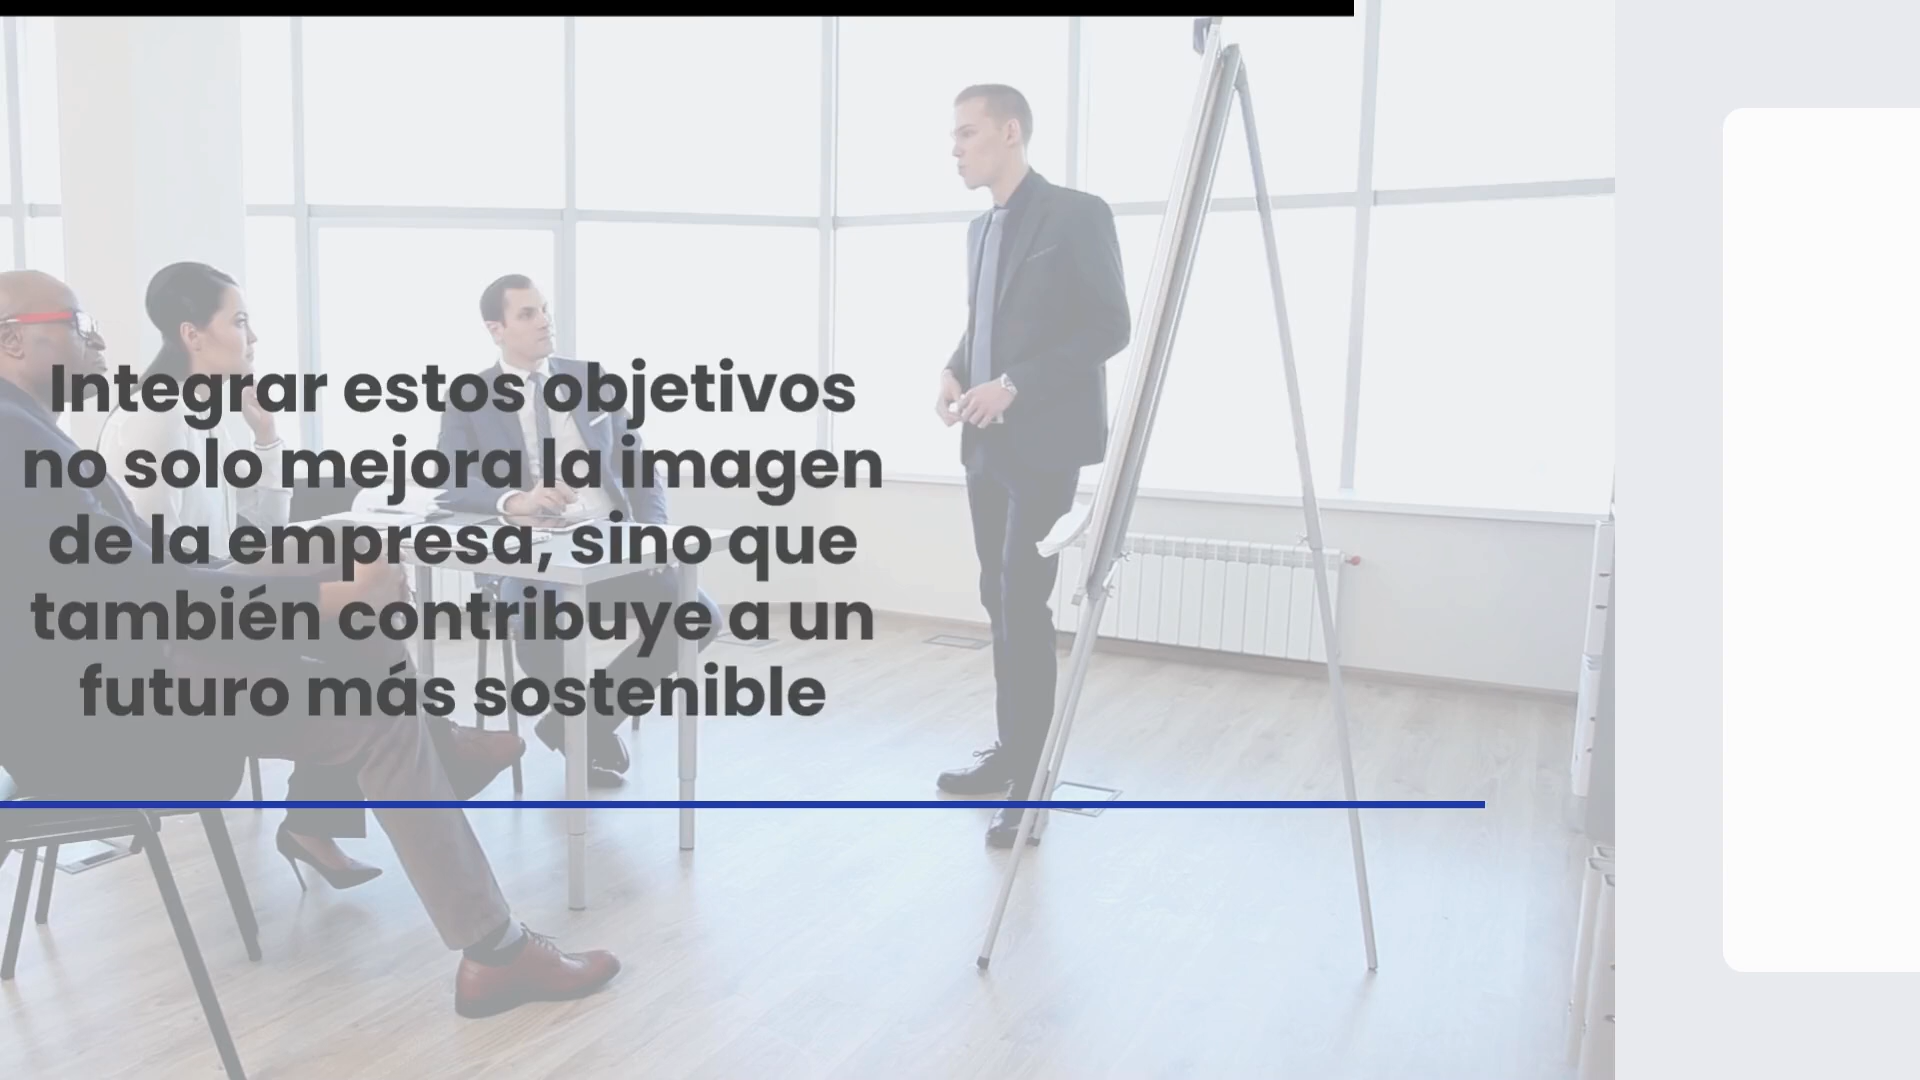 Integrar estos objetivos
no solo mejora la imagen
de la empresa, sino que
también contribuye a un
futuro más sostenible